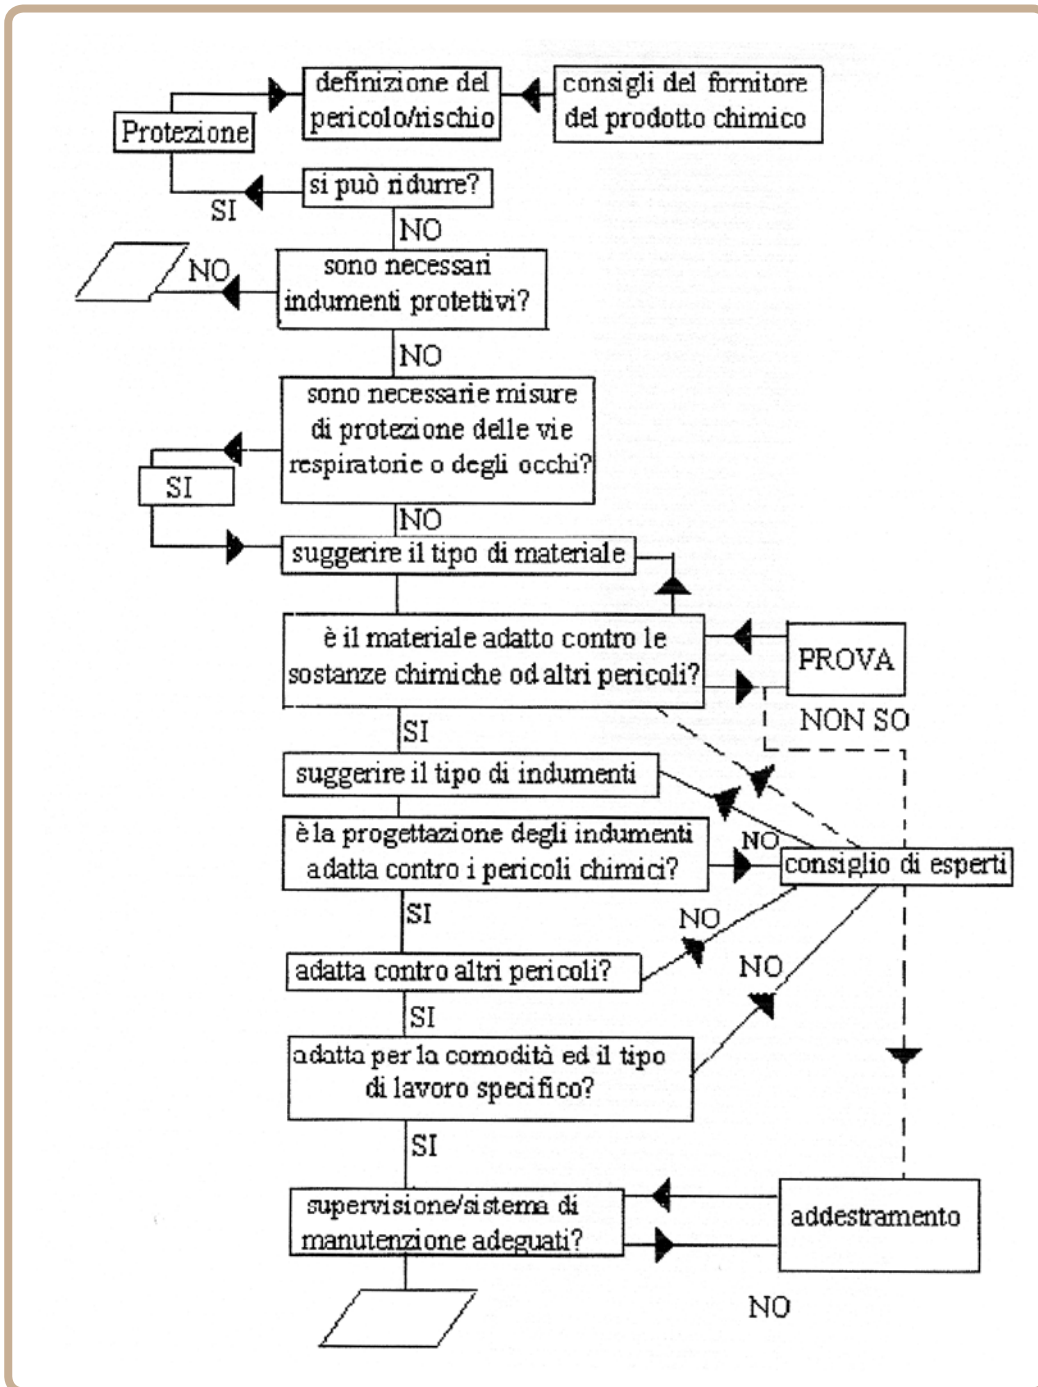 definizione del
pericolo/rischio
consigli del fornitore
del prodotto chimico
Protezione
si può ridurre?
SI
NO
sono necessari
indumenti protettivi?
NO
NO
sono necessarie misure
di protezione delle vie
respiratorie o degli occhi?
SI
NO
suggerire il tipo di materiale
è il materiale adatto contro le
sostanze chimiche od altri pericoli?
PROVA
NON SO
SI
suggerire il tipo di indumenti
è la progettazione degli indumenti
adatta contro i pericoli chimici?
NO
consiglio di esperti
SI
NO
adatta contro altri pericoli?
NO
SI
adatta per la comodità ed il tipo
di lavoro specifico?
SI
supervisione/sistema di
manutenzione adeguati?
addestramento
NO